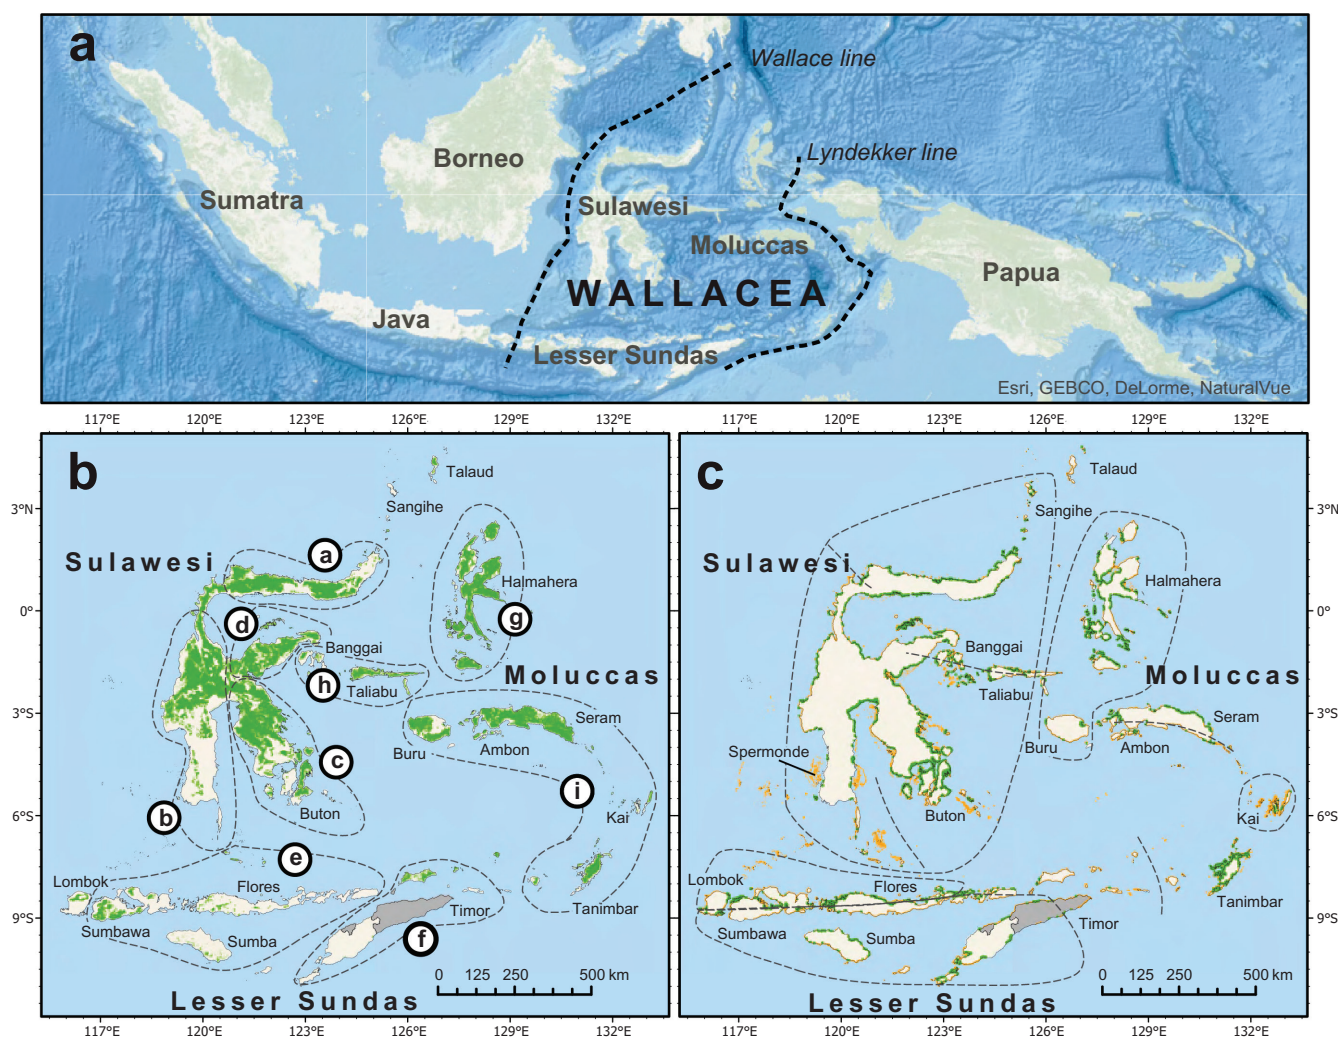 a
Wallace line
Lyndekker line
Borneo
Sumatra
Sulawesi
Moluccas
Papua
WALLACEA
Java
Lesser Sundas
Esri, GEBCO, DeLorme, NaturalVue
117°E 120°E 123°E 126°E 129°E 132°E 117°E 120°E 123°E 126°E 129°E 132°E
b
Talaud
Sangihe
3°N
Sulawesi
a
Halmahera
0°
d
g
Banggai
h
Taliabu
Moluccas
3°S
Seram
Buru
Ambon
c
i
Buton
Kai
6°S
b
e
Lombok
Flores
9°S
Sumbawa
Sumba
Timor
Tanimbar
f
0 125 250 500 km
Lesser Sundas
117°E 120°E 123°E 126°E 129°E 132°E
c
Talaud
Sangihe
3°N
Sulawesi
Halmahera
0°
Banggai
Taliabu
Moluccas
3°S
Seram
Buru
Ambon
Spermonde
Buton
Kai
6°S
Lombok
Flores
9°S
Sumbawa
Sumba
Timor
Tanimbar
0 125 250 500 km
Lesser Sundas
117°E 120°E 123°E 126°E 129°E 132°E